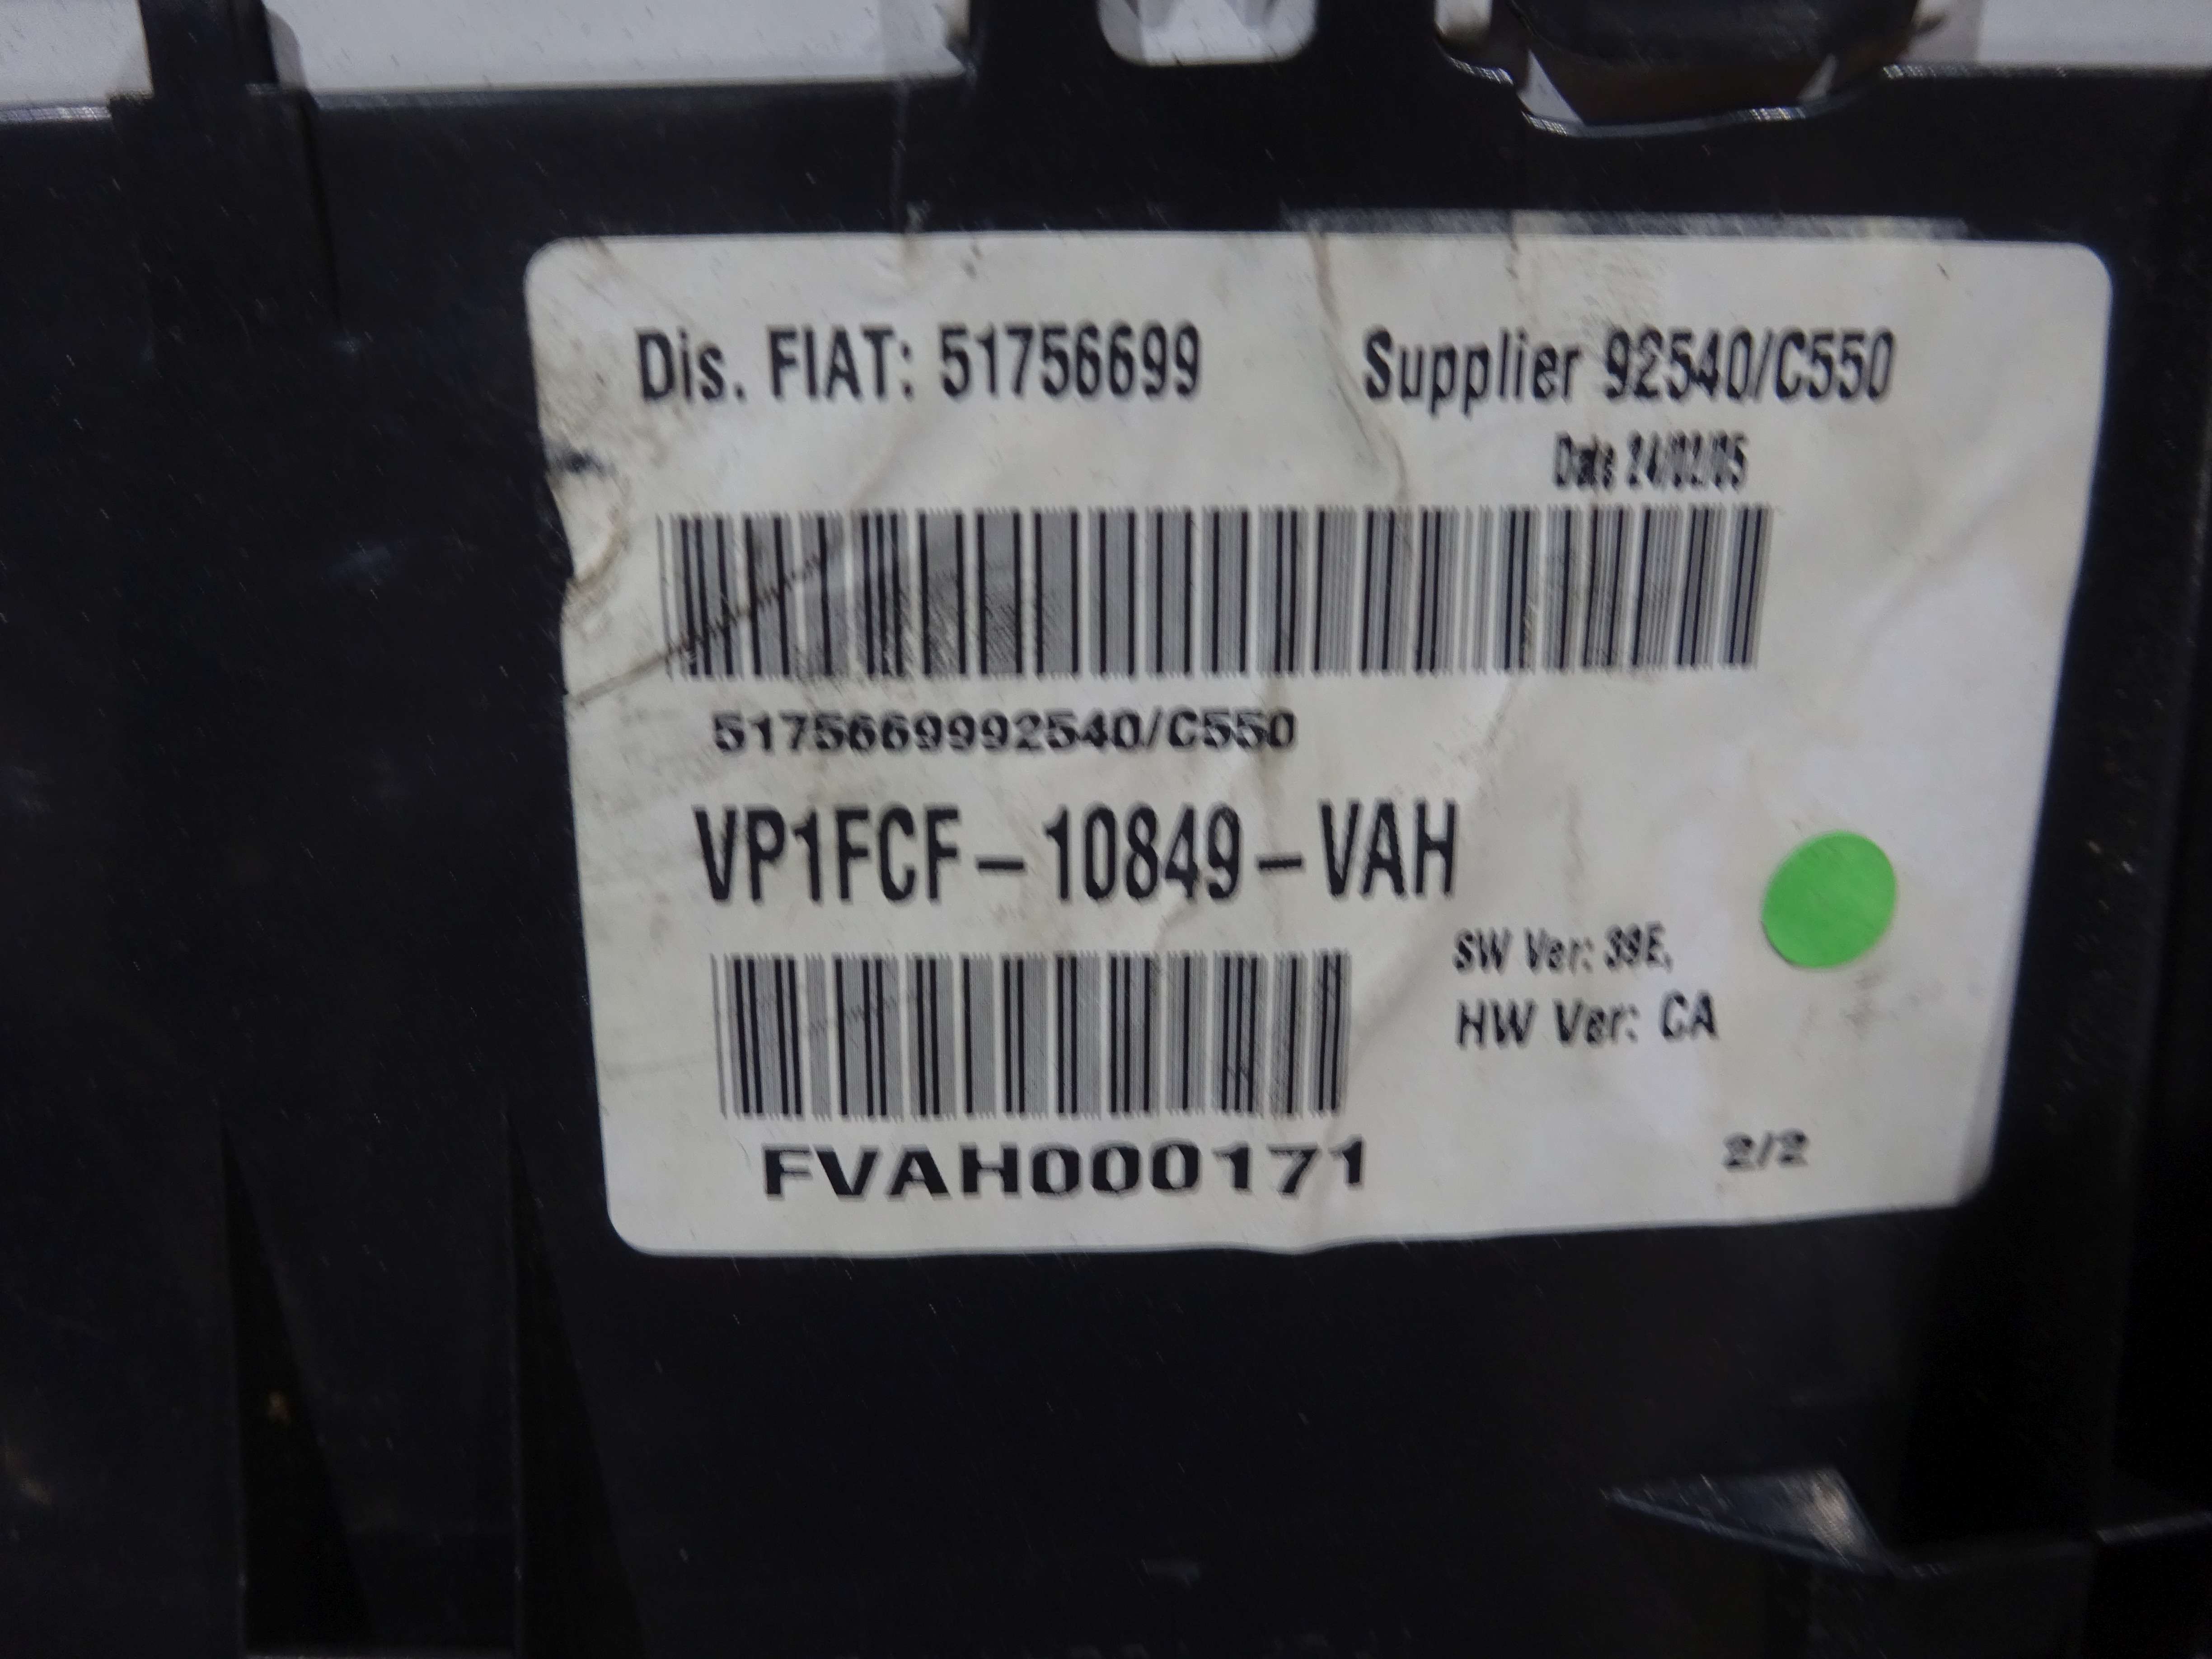 Dis. FIAT: 51756699 Supplier 92540/C550
Date 24/02/05
5175669992540/C550
VP1FCF-10849-VAH
SW Ver: 39E,
HW Ver: CA
FVAH000171
2/2